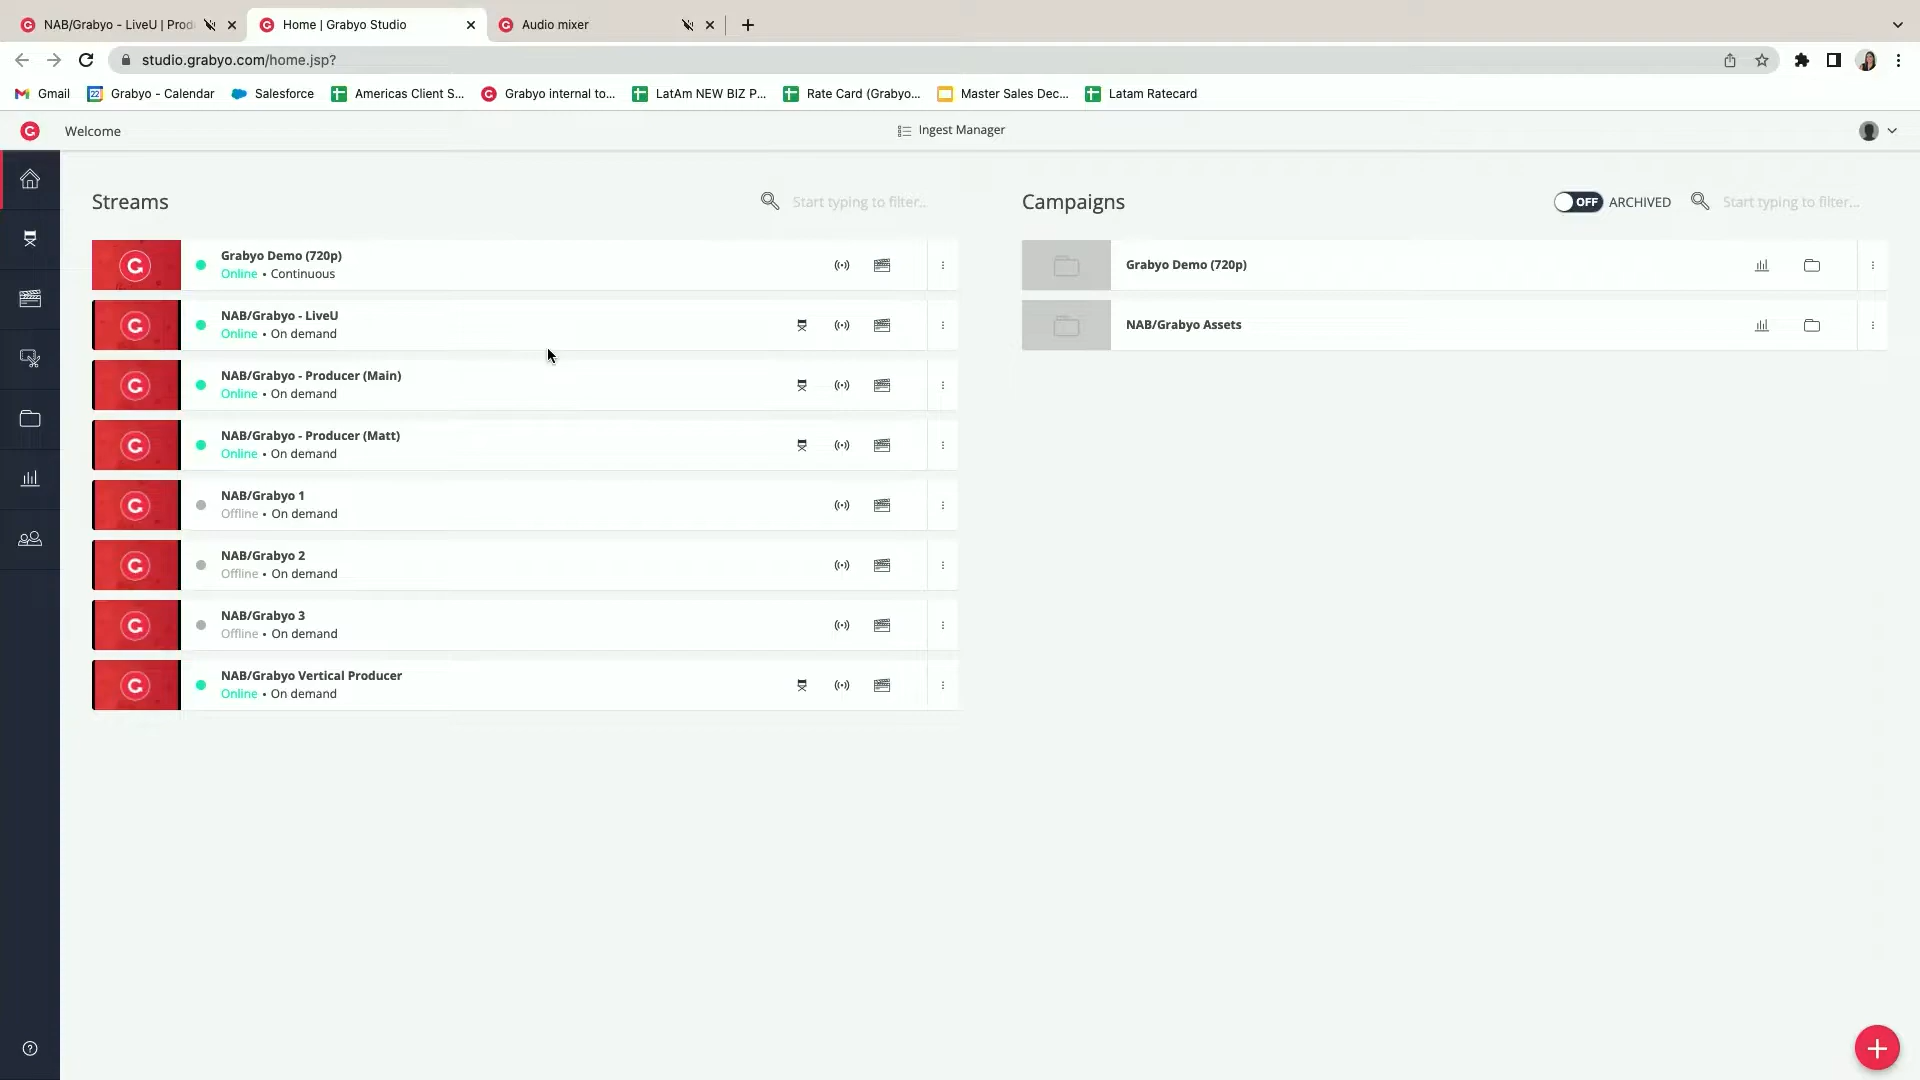 NAB/Grabyo - LiveU | Prod
Home | Grabyo Studio
Audio mixer
studio.grabyo.com/home.jsp?
Gmail
22
Grabyo - Calendar
Salesforce
Americas Client S...
Grabyo internal to...
LatAm NEW BIZ P...
Rate Card (Grabyo...
Master Sales Dec...
Latam Ratecard
Welcome
Ingest Manager
Streams
Start typing to filter...
Campaigns
OFF ARCHIVED
Start typing to filter...
Grabyo Demo (720p)
Online • Continuous
NAB/Grabyo - LiveU
Online • On demand
NAB/Grabyo - Producer (Main)
Online • On demand
NAB/Grabyo - Producer (Matt)
Online • On demand
NAB/Grabyo 1
Offline • On demand
NAB/Grabyo 2
Offline • On demand
NAB/Grabyo 3
Offline • On demand
NAB/Grabyo Vertical Producer
Online • On demand
Grabyo Demo (720p)
NAB/Grabyo Assets